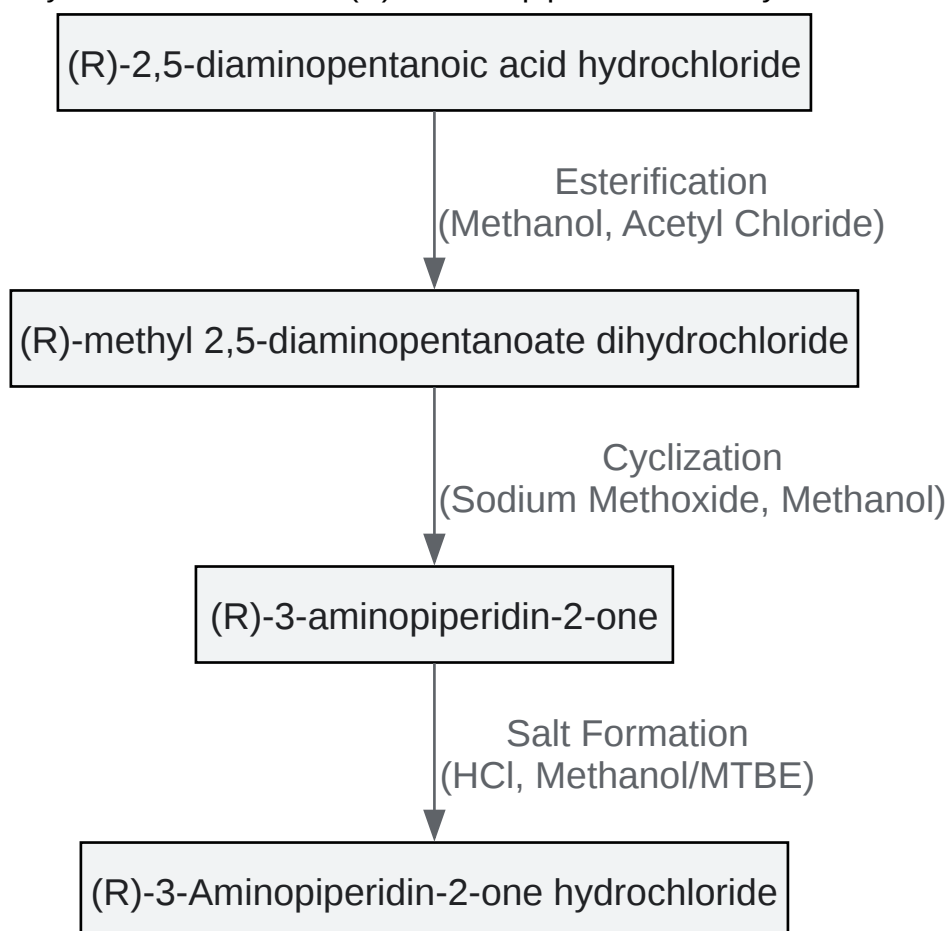 (R)-2,5-diaminopentanoic acid hydrochloride
Esterification
(Methanol, Acetyl Chloride)
(R)-methyl 2,5-diaminopentanoate dihydrochloride
Cyclization
(Sodium Methoxide, Methanol)
(R)-3-aminopiperidin-2-one
Salt Formation
(HCl, Methanol/MTBE)
(R)-3-Aminopiperidin-2-one hydrochloride